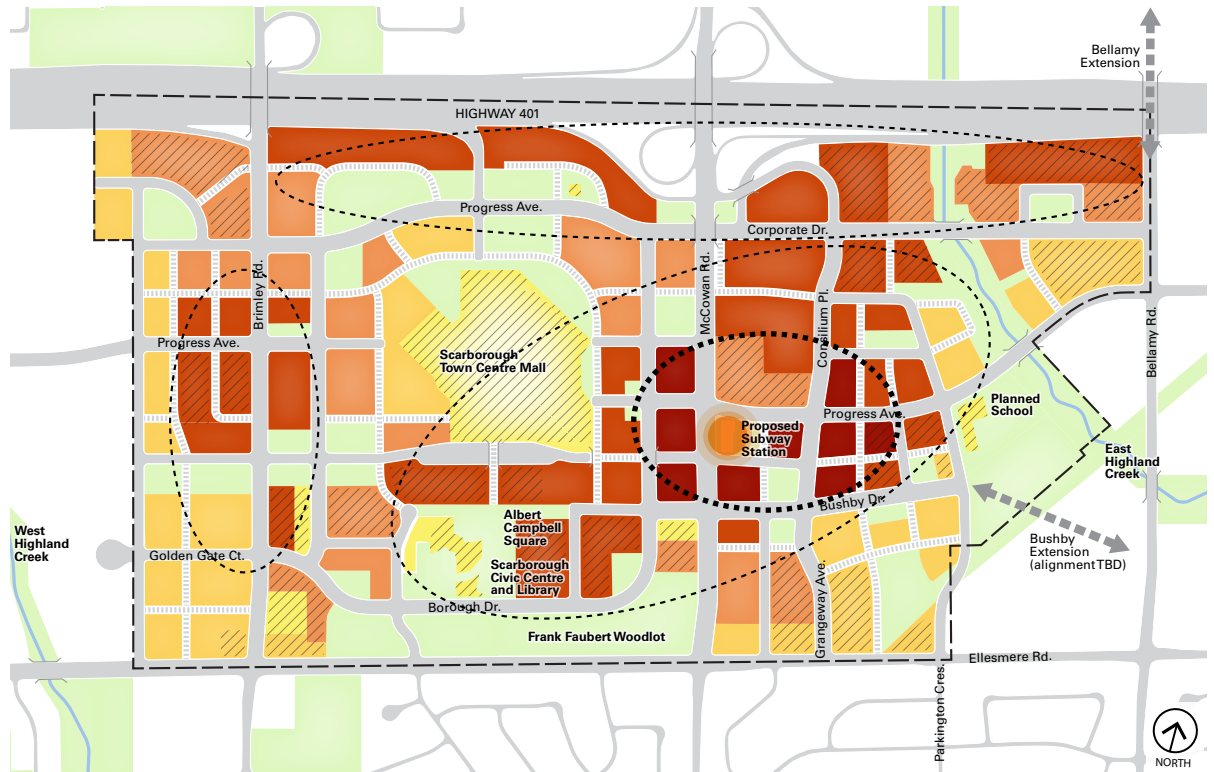 Bellamy
Extension
HIGHWAY 401
Progress Ave.
Corporate Dr.
Brimley Rd.
McCowan Rd.
Consilium Pl.
Bellamy Rd.
Progress Ave.
Scarborough
Town Centre Mall
Planned
School
Progress Ave.
Proposed
Subway
Station
East
Highland
Creek
Bushby Dr.
West
Highland
Creek
Albert
Campbell
Square
Bushby
Extension
(alignment TBD)
Golden Gate Ct.
Scarborough
Civic Centre
and Library
Borough Dr.
Grangeway Ave.
Frank Faubert Woodlot
Ellesmere Rd.
Parkington Cres.
NORTH